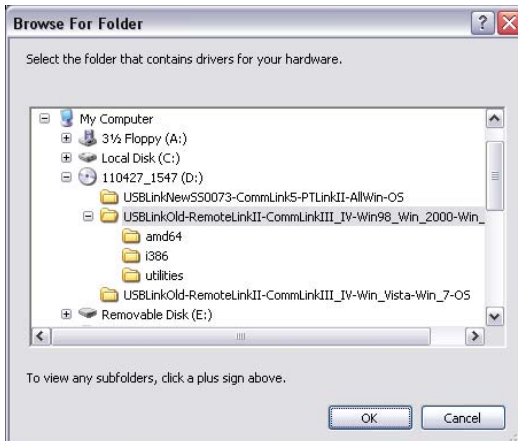 Browse For Folder
Select the folder that contains drivers for your hardware.
My Computer
3½ Floppy (A:)
Local Disk (C:)
110427_1547 (D:)
USBLinkNewSS0073-CommLink5-PTLinkII-AllWin-OS
USBLinkOld-RemoteLinkII-CommLinkIII_IV-Win98_Win_2000-Win_
amd64
i386
utilities
USBLinkOld-RemoteLinkII-CommLinkIII_IV-Win_Vista-Win_7-OS
Removable Disk (E:)
To view any subfolders, click a plus sign above.
OK Cancel